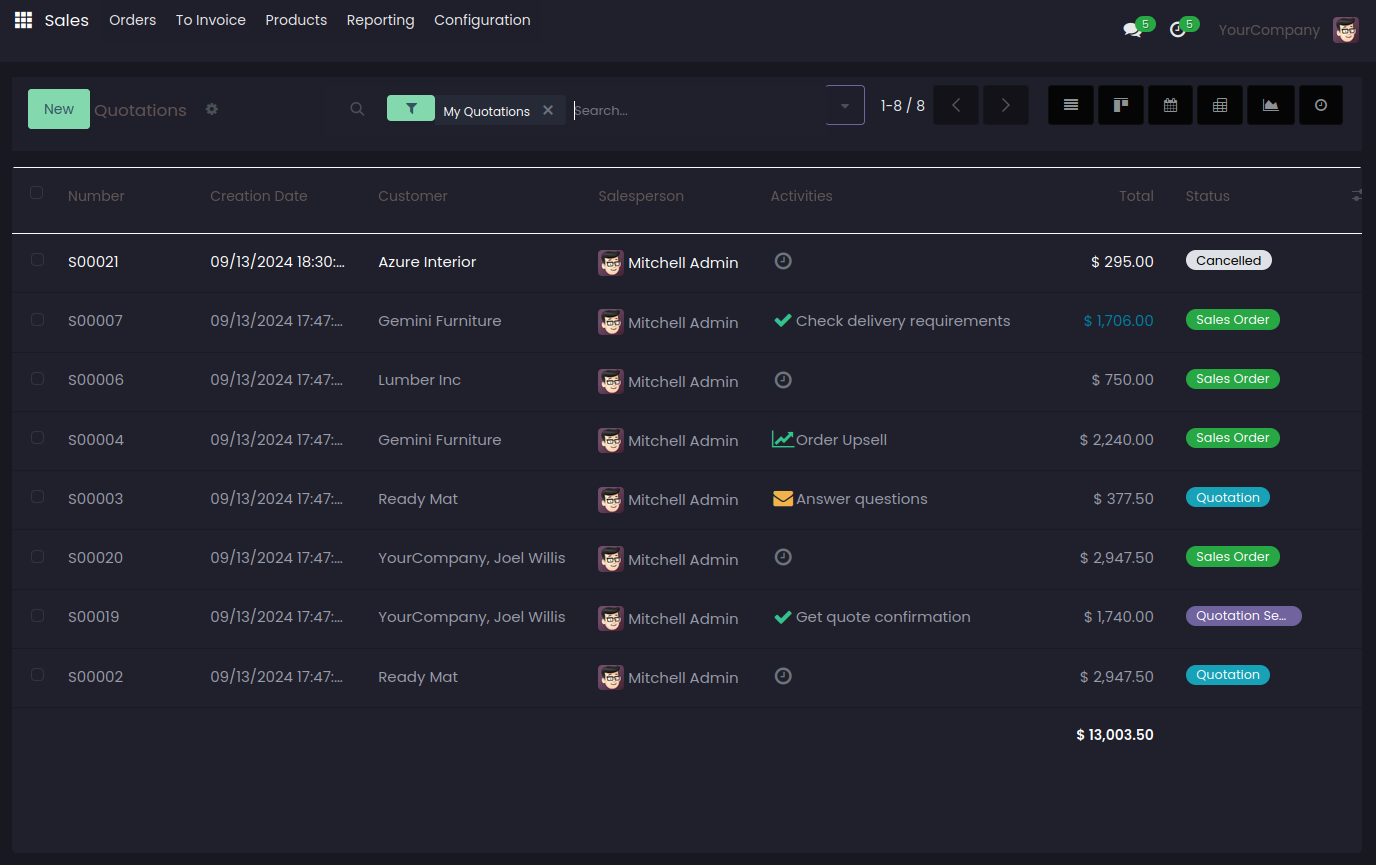 Sales Orders To Invoice Products Reporting Configuration 5 5 YourCompany
New Quotations My Quotations Search... 1-8 / 8
Number Creation Date Customer Salesperson Activities Total Status
S00021 09/13/2024 18:30:... Azure Interior Mitchell Admin $ 295.00 Cancelled
S00007 09/13/2024 17:47:... Gemini Furniture Mitchell Admin Check delivery requirements $ 1,706.00 Sales Order
S00006 09/13/2024 17:47:... Lumber Inc Mitchell Admin $ 750.00 Sales Order
S00004 09/13/2024 17:47:... Gemini Furniture Mitchell Admin Order Upsell $ 2,240.00 Sales Order
S00003 09/13/2024 17:47:... Ready Mat Mitchell Admin Answer questions $ 377.50 Quotation
S00020 09/13/2024 17:47:... YourCompany, Joel Willis Mitchell Admin $ 2,947.50 Sales Order
S00019 09/13/2024 17:47:... YourCompany, Joel Willis Mitchell Admin Get quote confirmation $ 1,740.00 Quotation Se...
S00002 09/13/2024 17:47:... Ready Mat Mitchell Admin $ 2,947.50 Quotation
$ 13,003.50